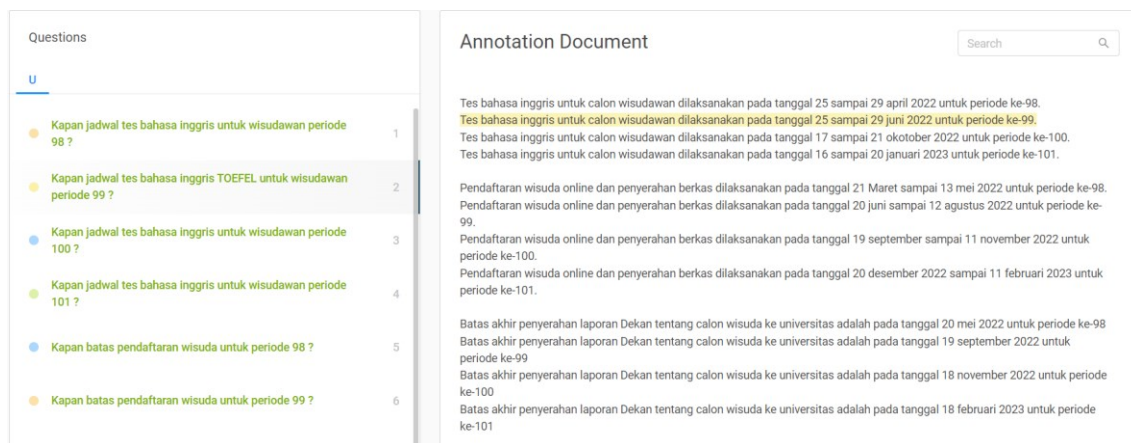 Questions
U
Kapan jadwal tes bahasa inggris untuk wisudawan periode
98 ?
1
Kapan jadwal tes bahasa inggris TOEFEL untuk wisudawan
periode 99 ?
2
Kapan jadwal tes bahasa inggris untuk wisudawan periode
100 ?
3
Kapan jadwal tes bahasa inggris untuk wisudawan periode
101 ?
4
Kapan batas pendaftaran wisuda untuk periode 98 ?
5
Kapan batas pendaftaran wisuda untuk periode 99 ?
6
Annotation Document
Search
Tes bahasa inggris untuk calon wisudawan dilaksanakan pada tanggal 25 sampai 29 april 2022 untuk periode ke-98.
Tes bahasa inggris untuk calon wisudawan dilaksanakan pada tanggal 25 sampai 29 juni 2022 untuk periode ke-99.
Tes bahasa inggris untuk calon wisudawan dilaksanakan pada tanggal 17 sampai 21 okotober 2022 untuk periode ke-100.
Tes bahasa inggris untuk calon wisudawan dilaksanakan pada tanggal 16 sampai 20 januari 2023 untuk periode ke-101.
Pendaftaran wisuda online dan penyerahan berkas dilaksanakan pada tanggal 21 Maret sampai 13 mei 2022 untuk periode ke-98.
Pendaftaran wisuda online dan penyerahan berkas dilaksanakan pada tanggal 20 juni sampai 12 agustus 2022 untuk periode ke-
99.
Pendaftaran wisuda online dan penyerahan berkas dilaksanakan pada tanggal 19 september sampai 11 november 2022 untuk
periode ke-100.
Pendaftaran wisuda online dan penyerahan berkas dilaksanakan pada tanggal 20 desember 2022 sampai 11 februari 2023 untuk
periode ke-101.
Batas akhir penyerahan laporan Dekan tentang calon wisuda ke universitas adalah pada tanggal 20 mei 2022 untuk periode ke-98
Batas akhir penyerahan laporan Dekan tentang calon wisuda ke universitas adalah pada tanggal 19 september 2022 untuk
periode ke-99
Batas akhir penyerahan laporan Dekan tentang calon wisuda ke universitas adalah pada tanggal 18 november 2022 untuk periode
ke-100
Batas akhir penyerahan laporan Dekan tentang calon wisuda ke universitas adalah pada tanggal 18 februari 2023 untuk periode
ke-101